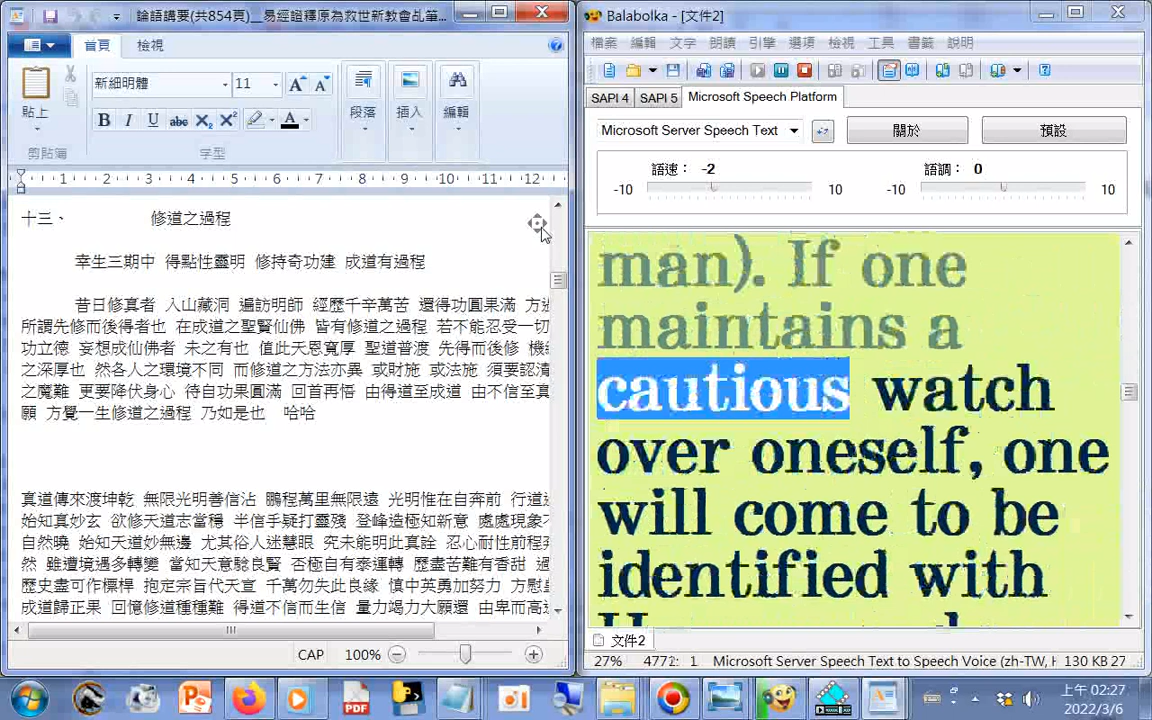 論語講要(共854頁)__易經證釋原為救世新教會乩筆...
首頁 檢視
新細明體 11
貼上
B I U abc X₂ X² A
段落 插入 編輯
剪貼簿 字型
1 2 3 4 5 6 7 8 9 10 11 12
十三、 修道之過程
幸生三期中 得點性靈明 修持奇功建 成道有過程
昔日修真者 入山藏洞 遍訪明師 經歷千辛萬苦 還得功圓果滿 方
所謂先修而後得者也 在成道之聖賢仙佛 皆有修道之過程 若不能忍受一切
功立德 妄想成仙佛者 未之有也 值此天恩寬厚 聖道普渡 先得而後修 機
之深厚也 然各人之環境不同 而修道之方法亦異 或財施 或法施 須要認清
之魔難 更要降伏身心 待自功果圓滿 回首再悟 由得道至成道 由不信至真
願 方覺一生修道之過程 乃如是也 哈哈
真道傳來渡坤乾 無限光明善信沾 鵬程萬里無限遠 光明惟在自奔前 行道
始知真妙玄 欲修天道志當穩 半信手疑打靈殘 登峰造極知新意 處處現象
自然曉 始知天道妙無邊 尤其俗人迷慧眼 究未能明此真詮 忍心耐性前程
然 雖遭境遇多轉變 當知天意騐良賢 否極自有泰運轉 歷盡苦難有香甜 過
歷史盡可作標桿 抱定宗旨代天宣 千萬勿失此良緣 慎中英勇加努力 方慰
成道歸正果 回憶修道種種難 得道不信而生信 量力竭力大願還 由卑而高
CAP 100%
Balabolka - [文件2]
檔案 編輯 文字 朗讀 引擎 選項 檢視 工具 書籤 說明
SAPI 4 SAPI 5 Microsoft Speech Platform
Microsoft Server Speech Text 關於 預設
語速： -2 語調： 0
-10 10 -10 10
man). If one
maintains a
cautious watch
over oneself, one
will come to be
identified with
文件2
27% 4772: 1 Microsoft Server Speech Text to Speech Voice (zh-TW, H 130 KB 27
上午 02:27
2022/3/6